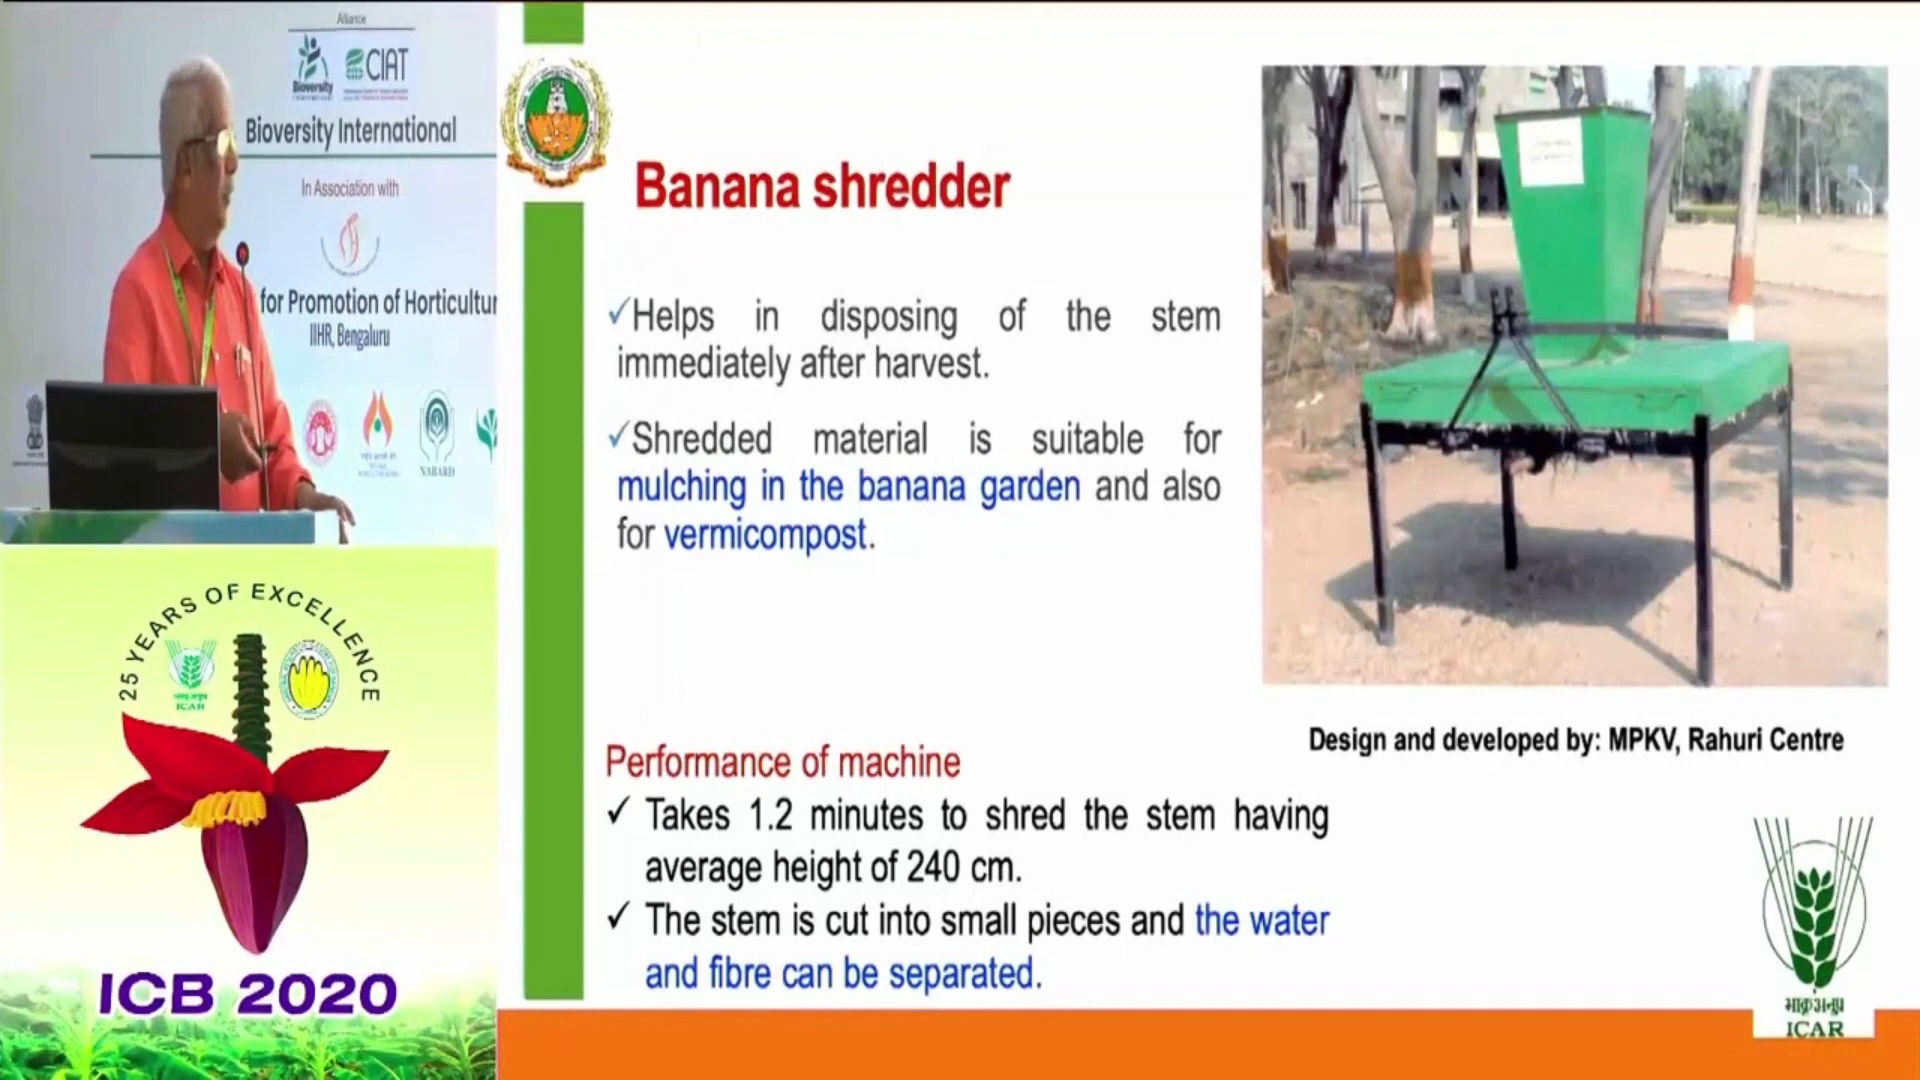 Alliance
Bioversity
CIAT
Bioversity International
In Association with
for Promotion of Horticultur
IIHR, Bengaluru
NABARD
25 YEARS OF EXCELLENCE
ICAR
ICB 2020
Banana shredder
✓Helps in disposing of the stem
immediately after harvest.
✓Shredded material is suitable for
mulching in the banana garden and also
for vermicompost.
Performance of machine
✓ Takes 1.2 minutes to shred the stem having
average height of 240 cm.
✓ The stem is cut into small pieces and the water
and fibre can be separated.
Design and developed by: MPKV, Rahuri Centre
भाकृअनुप
ICAR